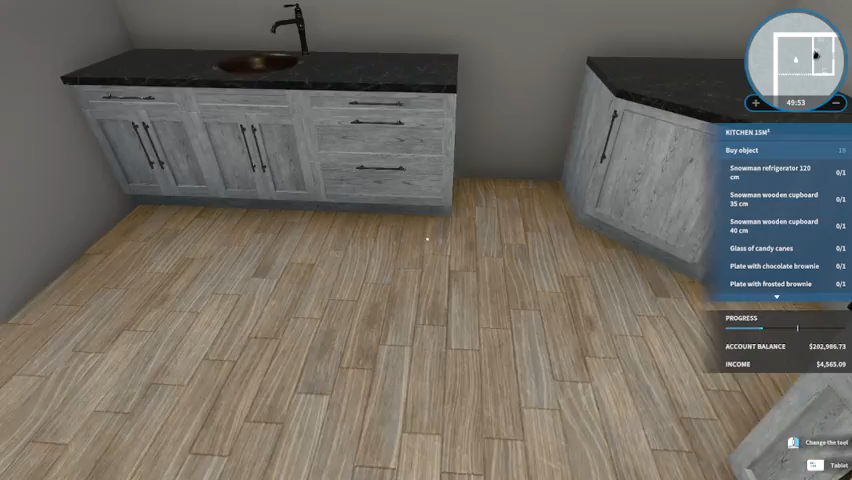 + 49:53 −
KITCHEN 15M²
Buy object 19
Snowman refrigerator 120 cm 0/1
Snowman wooden cupboard 35 cm 0/1
Snowman wooden cupboard 40 cm 0/1
Glass of candy canes 0/1
Plate with chocolate brownie 0/1
Plate with frosted brownie 0/1
PROGRESS
ACCOUNT BALANCE $202,986.73
INCOME $4,565.09
Change the tool
Tablet